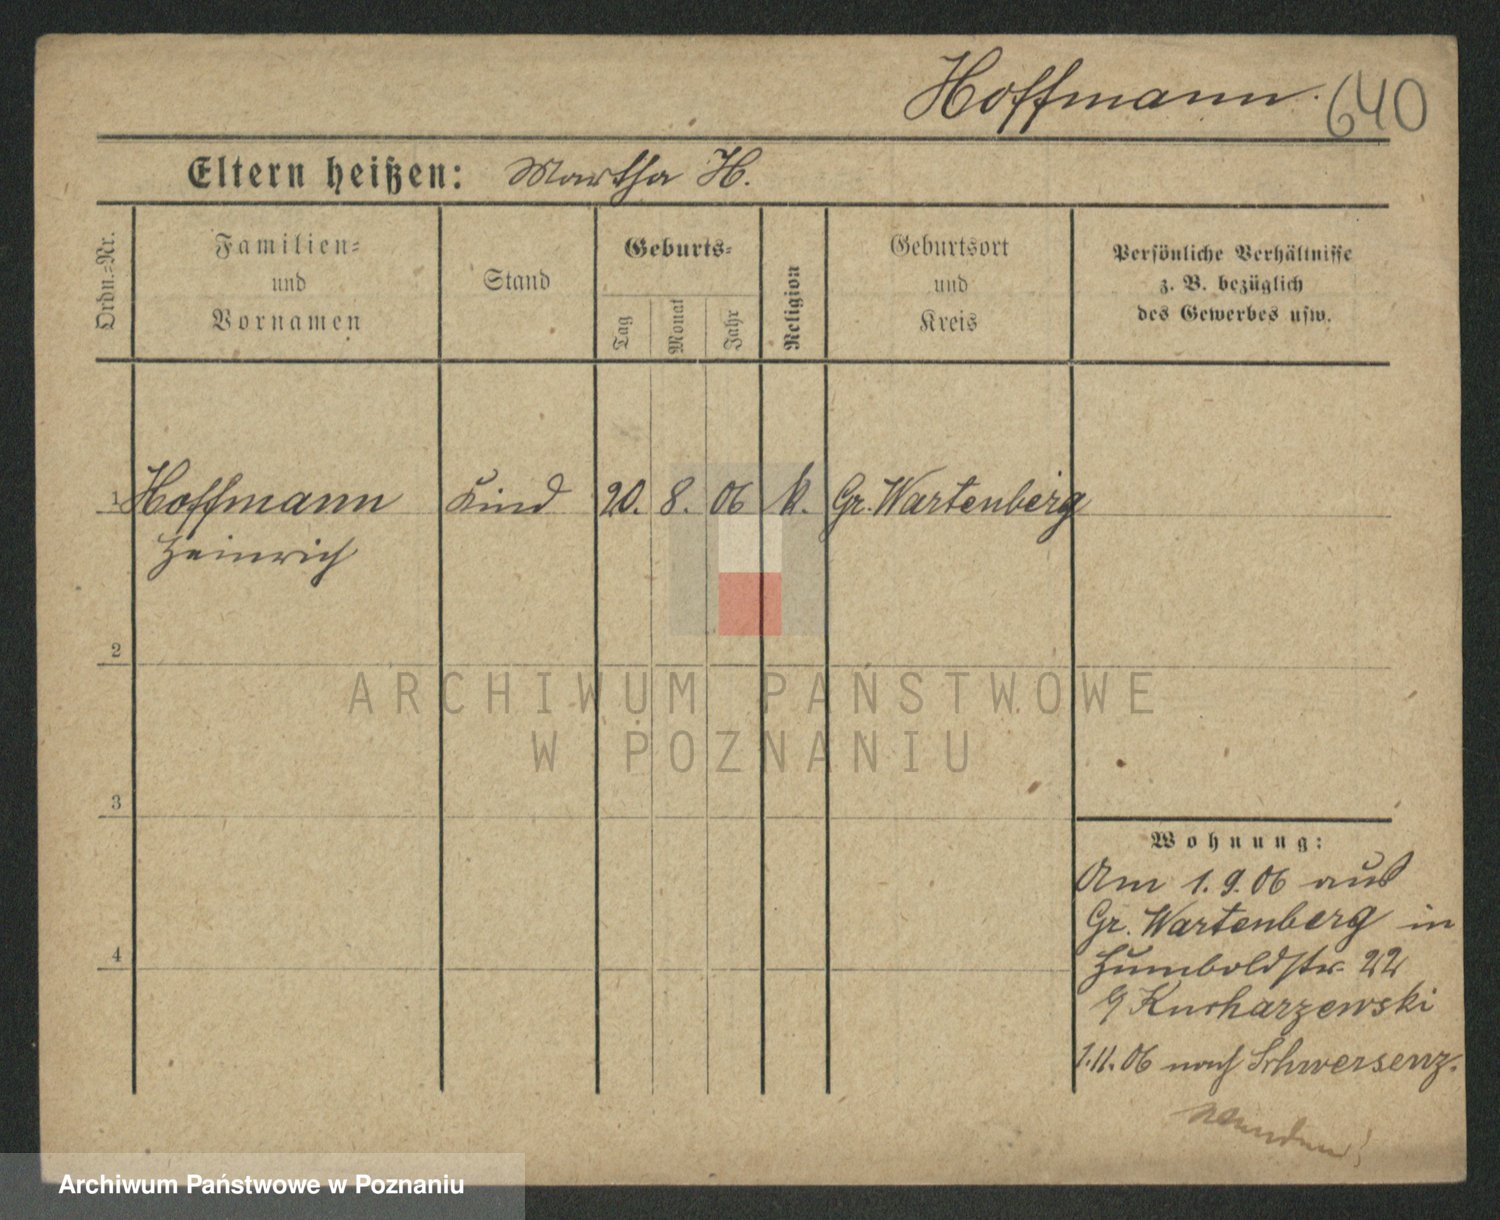 Hoffmann. 640
Eltern heißen: Martha H.
Ordn.=Nr.
Familien=
und
Vornamen
Stand
Geburts=
Tag
Monat
Jahr
Religion
Geburtsort
und
Kreis
Persönliche Verhältnisse
z. B. bezüglich
des Gewerbes usw.
1 Hoffmann Kind 20. 8. 06 k. Gr. Wartenberg
Heinrich
2
3
4
Wohnung:
Am 1.9.06 aus
Gr. Wartenberg in
Humboldstr. 22
Kucharzewski
1.11.06 nach Schwersenz.
wenden!
ARCHIWUM PAŃSTWOWE
W POZNANIU
Archiwum Państwowe w Poznaniu